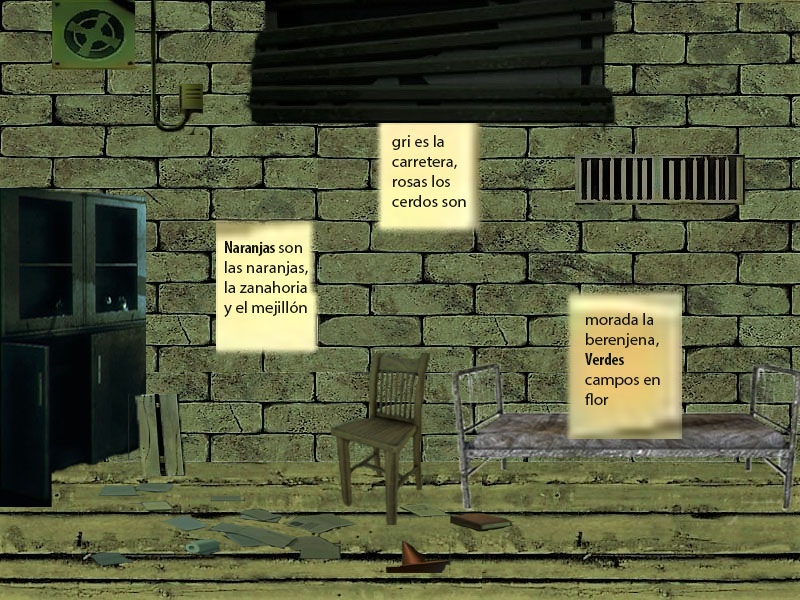 gri es la
carretera,
rosas los
cerdos son
Naranjas son
las naranjas,
la zanahoria
y el mejillón
morada la
berenjena,
Verdes
campos en
flor